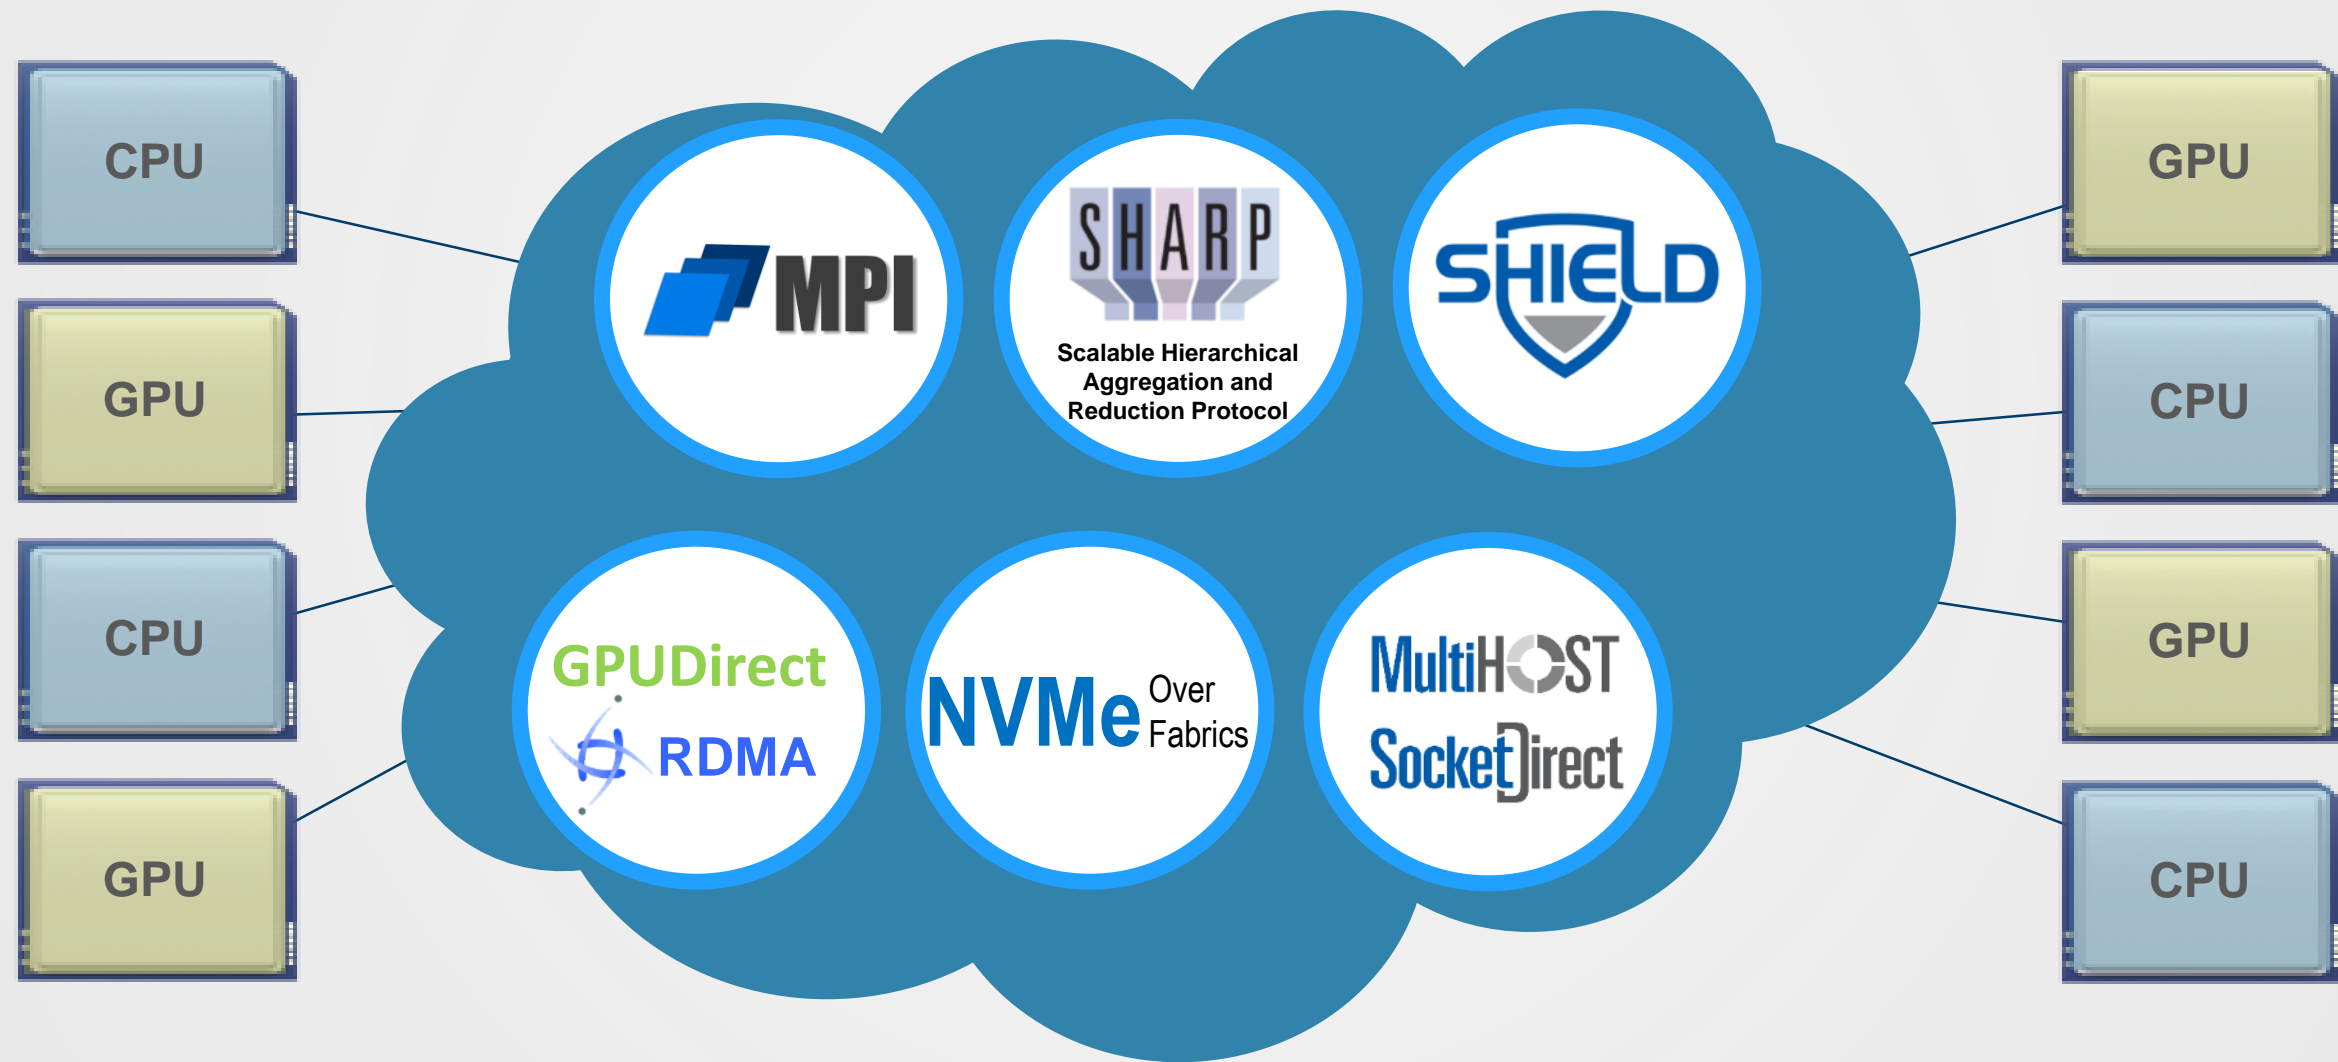 CPU
GPU
CPU
GPU
MPI
SHARP
Scalable Hierarchical
Aggregation and
Reduction Protocol
SHIELD
GPUDirect
RDMA
NVMe Over
Fabrics
MultiHOST
SocketDirect
GPU
CPU
GPU
CPU